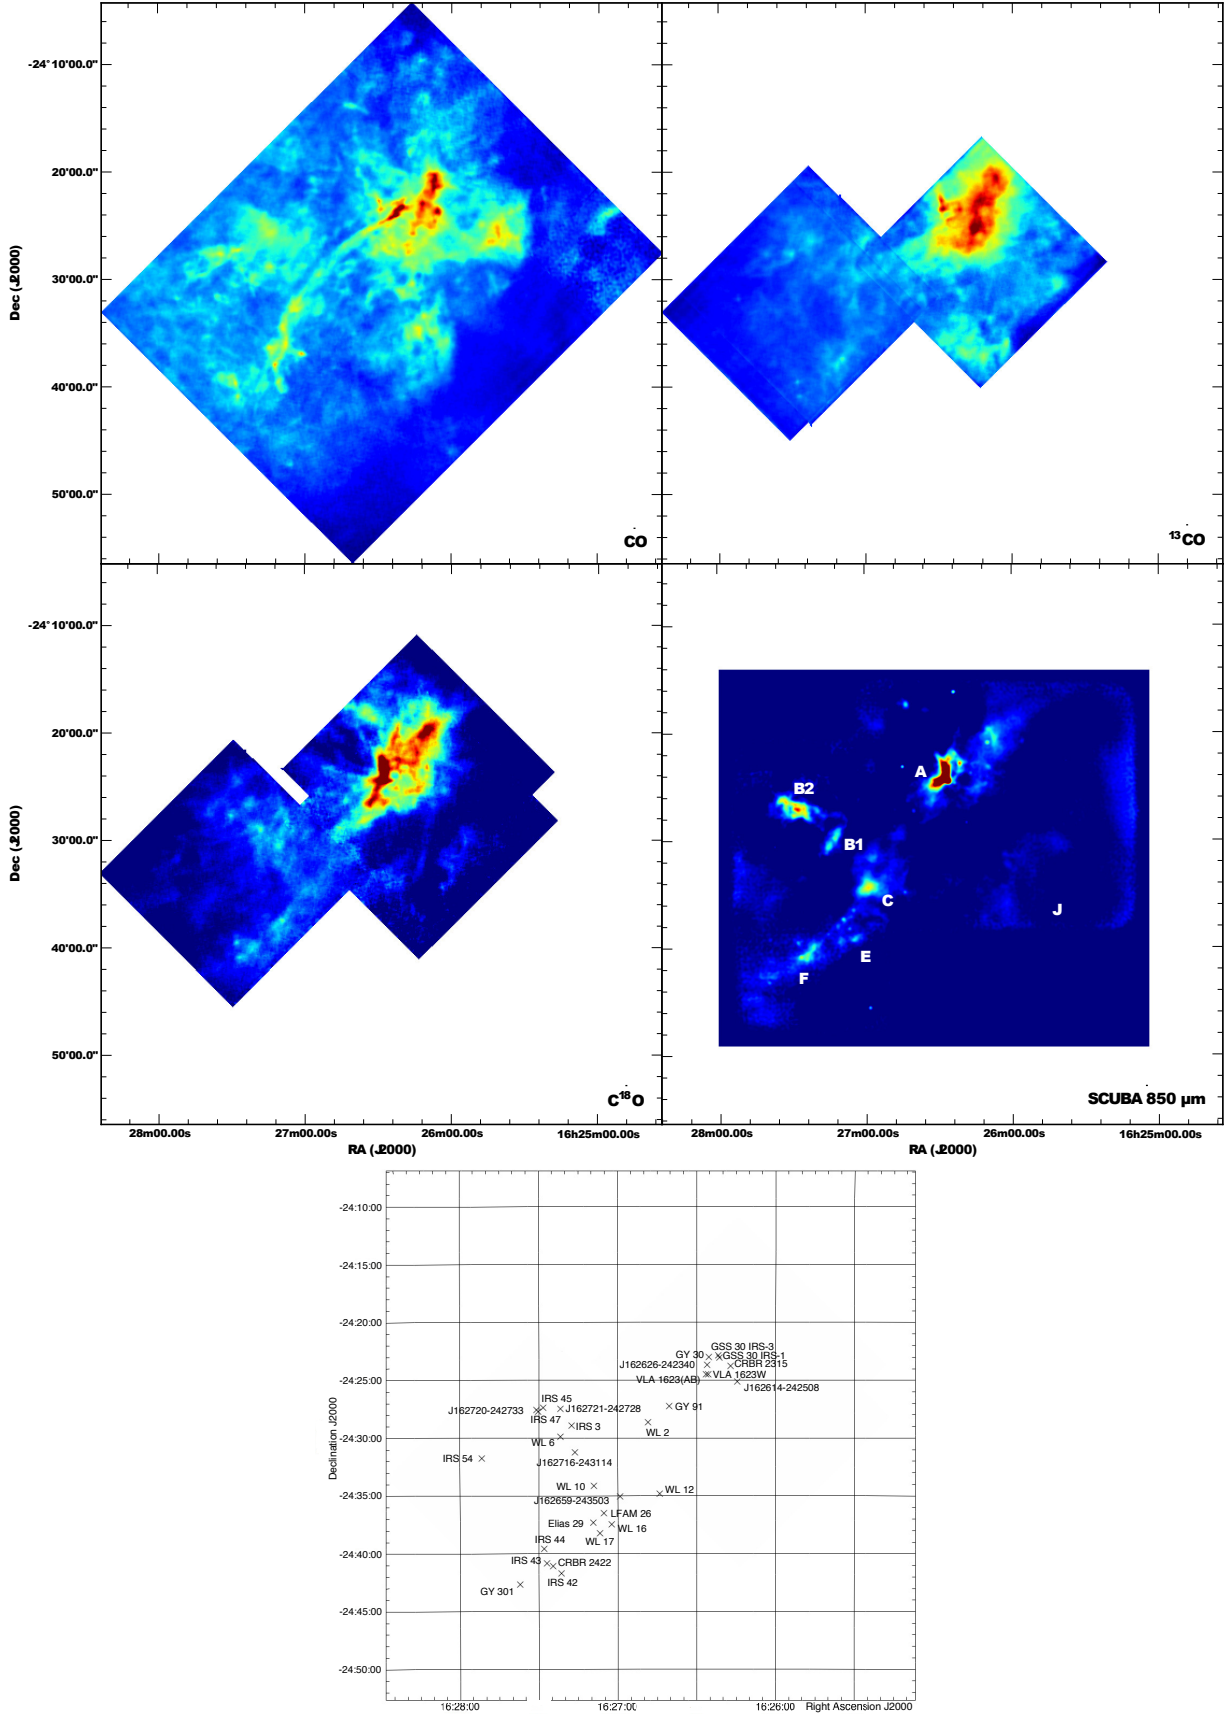 -24°10'00.0"
20'00.0"
30'00.0"
40'00.0"
50'00.0"
Dec (J2000)
CO
13CO
-24°10'00.0"
20'00.0"
30'00.0"
40'00.0"
50'00.0"
Dec (J2000)
C18O
A
B2
B1
C
J
E
F
SCUBA 850 µm
28m00.00s 27m00.00s 26m00.00s 16h25m00.00s
RA (J2000)
28m00.00s 27m00.00s 26m00.00s 16h25m00.00s
RA (J2000)
-24:10:00
-24:15:00
-24:20:00
-24:25:00
-24:30:00
-24:35:00
-24:40:00
-24:45:00
-24:50:00
Declination J2000
GSS 30 IRS-3
GY 30
GSS 30 IRS-1
J162626-242340
CRBR 2315
VLA 1623(AB)
VLA 1623W
J162614-242508
IRS 45
J162720-242733
J162721-242728
GY 91
IRS 47
IRS 3
WL 2
WL 6
IRS 54
J162716-243114
WL 10
WL 12
J162659-243503
LFAM 26
Elias 29
WL 16
IRS 44
WL 17
IRS 43
CRBR 2422
IRS 42
GY 301
16:28:00 16:27:00 16:26:00 Right Ascension J2000